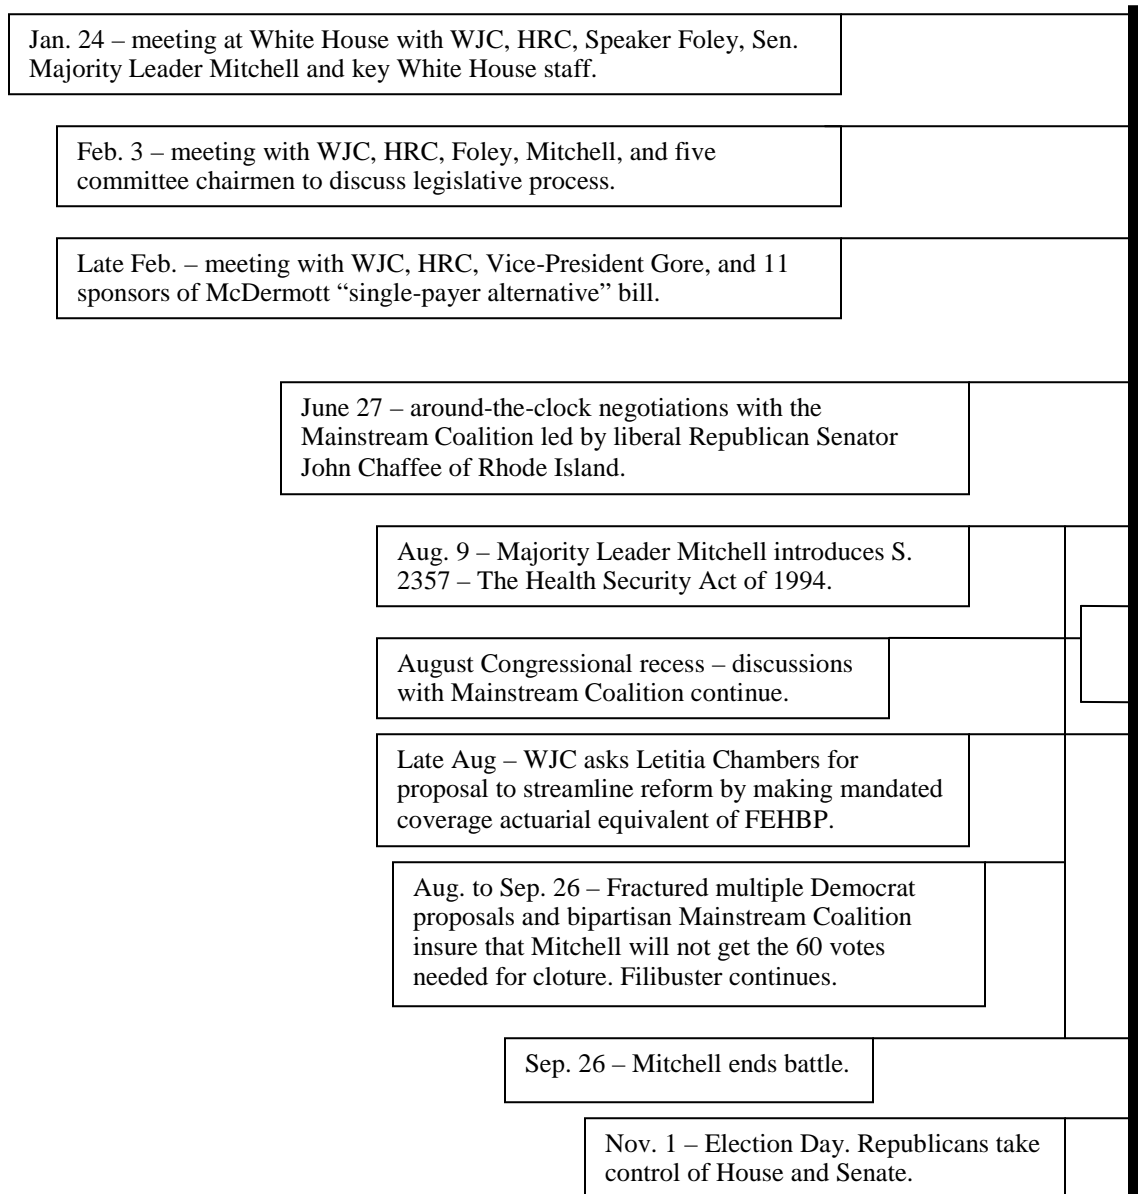 Jan. 24 – meeting at White House with WJC, HRC, Speaker Foley, Sen.
Majority Leader Mitchell and key White House staff.
Feb. 3 – meeting with WJC, HRC, Foley, Mitchell, and five
committee chairmen to discuss legislative process.
Late Feb. – meeting with WJC, HRC, Vice-President Gore, and 11
sponsors of McDermott “single-payer alternative” bill.
June 27 – around-the-clock negotiations with the
Mainstream Coalition led by liberal Republican Senator
John Chaffee of Rhode Island.
Aug. 9 – Majority Leader Mitchell introduces S.
2357 – The Health Security Act of 1994.
August Congressional recess – discussions
with Mainstream Coalition continue.
Late Aug – WJC asks Letitia Chambers for
proposal to streamline reform by making mandated
coverage actuarial equivalent of FEHBP.
Aug. to Sep. 26 – Fractured multiple Democrat
proposals and bipartisan Mainstream Coalition
insure that Mitchell will not get the 60 votes
needed for cloture. Filibuster continues.
Sep. 26 – Mitchell ends battle.
Nov. 1 – Election Day. Republicans take
control of House and Senate.